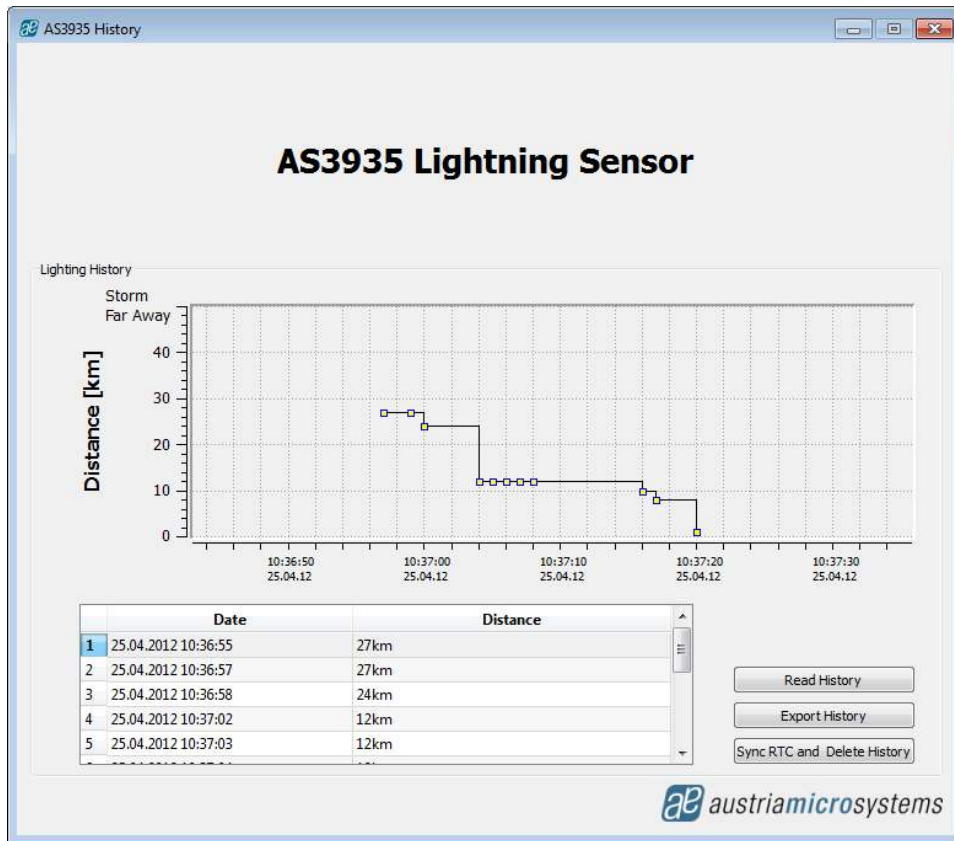 AS3935 History
AS3935 Lightning Sensor
Lighting History
Storm
Far Away
40
30
20
10
0
Distance [km]
10:36:50 10:37:00 10:37:10 10:37:20 10:37:30
25.04.12 25.04.12 25.04.12 25.04.12 25.04.12
Date Distance
1 25.04.2012 10:36:55 27km
2 25.04.2012 10:36:57 27km
3 25.04.2012 10:36:58 24km
4 25.04.2012 10:37:02 12km
5 25.04.2012 10:37:03 12km
Read History
Export History
Sync RTC and Delete History
austriamicrosystems